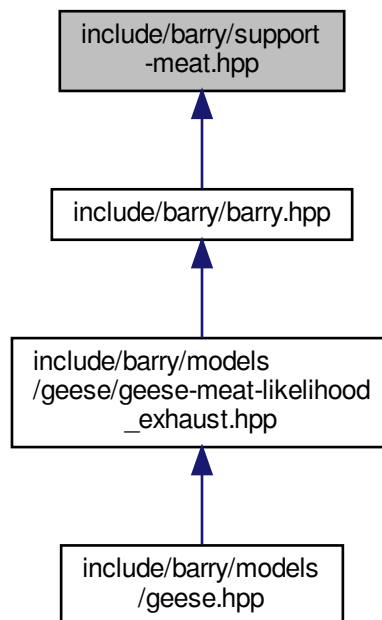 include/barry/support
-meat.hpp
include/barry/barry.hpp
include/barry/models
/geese/geese-meat-likelihood
_exhaust.hpp
include/barry/models
/geese.hpp